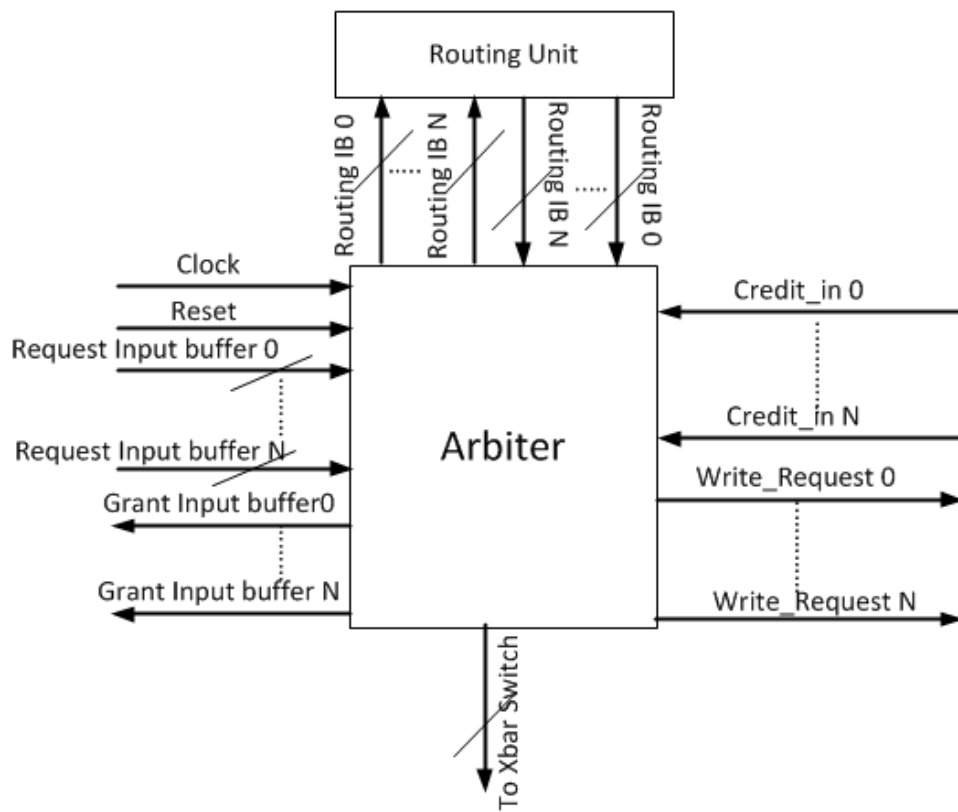 Routing Unit
Routing IB 0
Routing IB N
Routing IB N
Routing IB 0
Clock
Reset
Request Input buffer 0
Request Input buffer N
Grant Input buffer0
Grant Input buffer N
Arbiter
Credit_in 0
Credit_in N
Write_Request 0
Write_Request N
To Xbar Switch